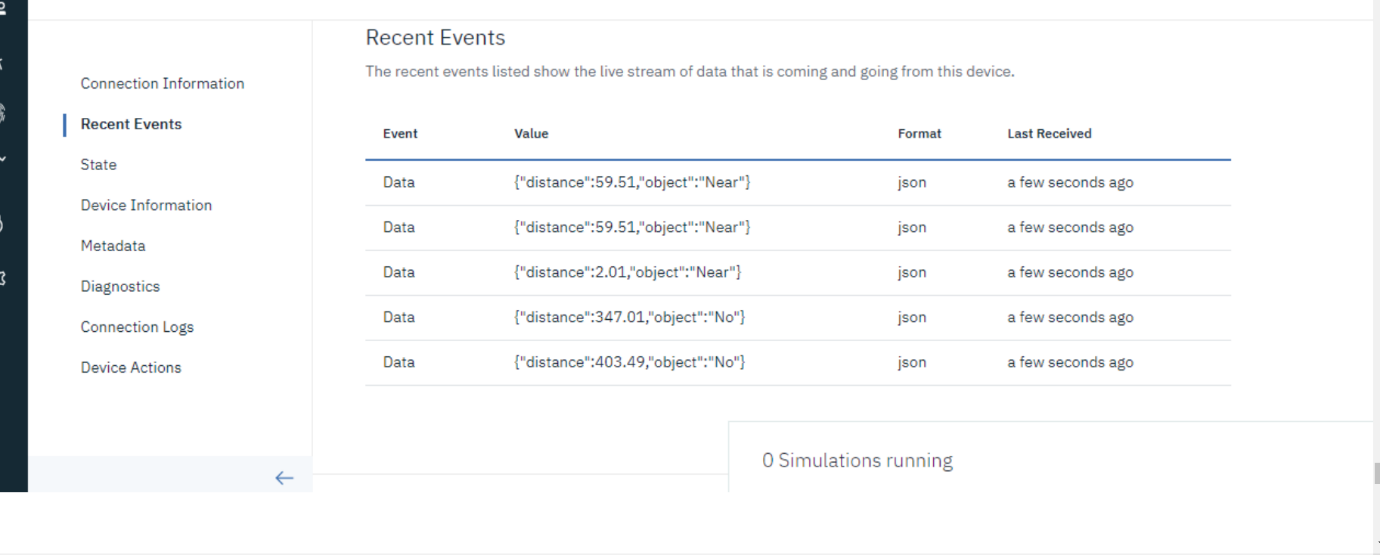 Recent Events
The recent events listed show the live stream of data that is coming and going from this device.
Connection Information
Recent Events
State
Device Information
Metadata
Diagnostics
Connection Logs
Device Actions
Event Value Format Last Received
Data {"distance":59.51,"object":"Near"} json a few seconds ago
Data {"distance":59.51,"object":"Near"} json a few seconds ago
Data {"distance":2.01,"object":"Near"} json a few seconds ago
Data {"distance":347.01,"object":"No"} json a few seconds ago
Data {"distance":403.49,"object":"No"} json a few seconds ago
0 Simulations running